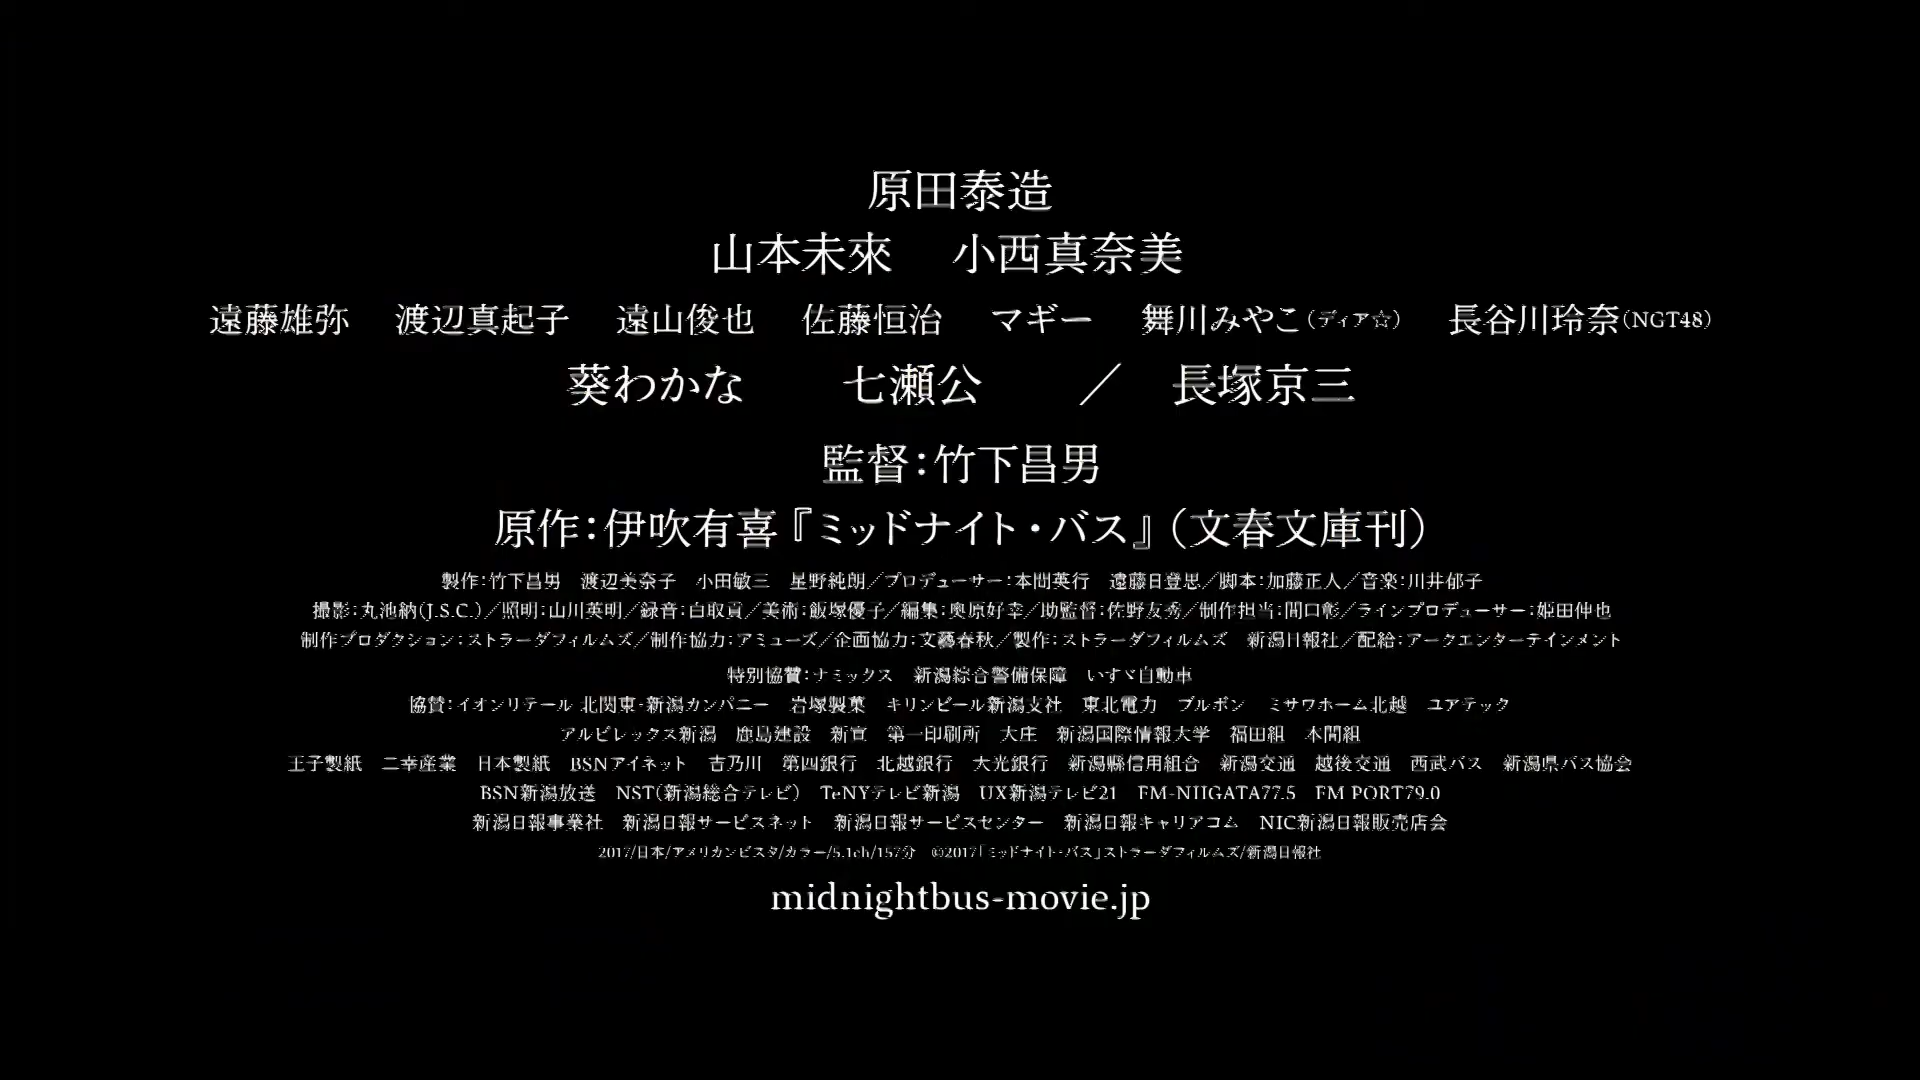 原田泰造
山本未來 小西真奈美
遠藤雄弥 渡辺真起子 遠山俊也 佐藤恒治 マギー 舞川みやこ(ディア☆) 長谷川玲奈(NGT48)
葵わかな 七瀬公 ／ 長塚京三
監督:竹下昌男
原作:伊吹有喜『ミッドナイト・バス』(文春文庫刊)
製作:竹下昌男 渡辺美奈子 小田敏三 星野純朗／プロデューサー:本間英行 遠藤日登思／脚本:加藤正人／音楽:川井郁子
撮影:丸池納(J.S.C.)／照明:山川英明／録音:白取貢／美術:飯塚優子／編集:奥原好幸／助監督:佐野友秀／制作担当:間口彰／ラインプロデューサー:姫田伸也
制作プロダクション:ストラーダフィルムズ／制作協力:アミューズ／企画協力:文藝春秋／製作:ストラーダフィルムズ 新潟日報社／配給:アークエンターテインメント
特別協賛:ナミックス 新潟綜合警備保障 いすゞ自動車
協賛:イオンリテール 北関東・新潟カンパニー 岩塚製菓 キリンビール新潟支社 東北電力 ブルボン ミサワホーム北越 ユアテック
アルビレックス新潟 鹿島建設 新宣 第一印刷所 大庄 新潟国際情報大学 福田組 本間組
王子製紙 二幸産業 日本製紙 BSNアイネット 吉乃川 第四銀行 北越銀行 大光銀行 新潟縣信用組合 新潟交通 越後交通 西武バス 新潟県バス協会
BSN新潟放送 NST(新潟総合テレビ) TeNYテレビ新潟 UX新潟テレビ21 FM-NIIGATA77.5 FM PORT79.0
新潟日報事業社 新潟日報サービスネット 新潟日報サービスセンター 新潟日報キャリアコム NIC新潟日報販売店会
2017/日本/アメリカンビスタ/カラー/5.1ch/157分 ©2017「ミッドナイト・バス」ストラーダフィルムズ/新潟日報社
midnightbus-movie.jp